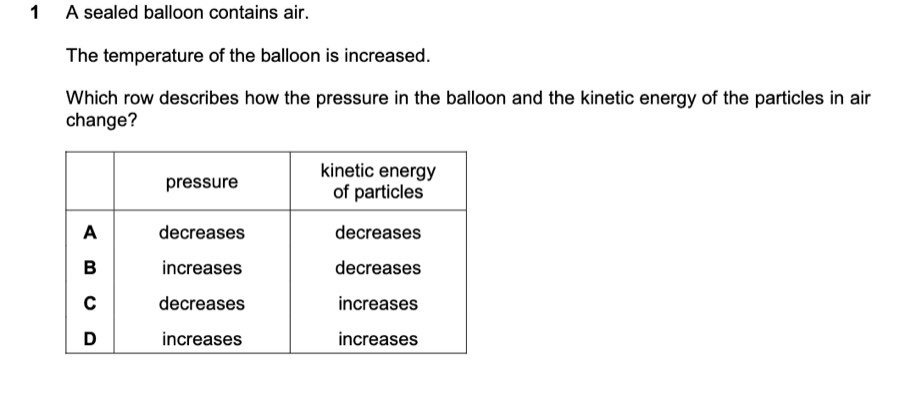 1 A sealed balloon contains air.
The temperature of the balloon is increased.
Which row describes how the pressure in the balloon and the kinetic energy of the particles in air
change?
pressure kinetic energy
of particles
A decreases decreases
B increases decreases
C decreases increases
D increases increases